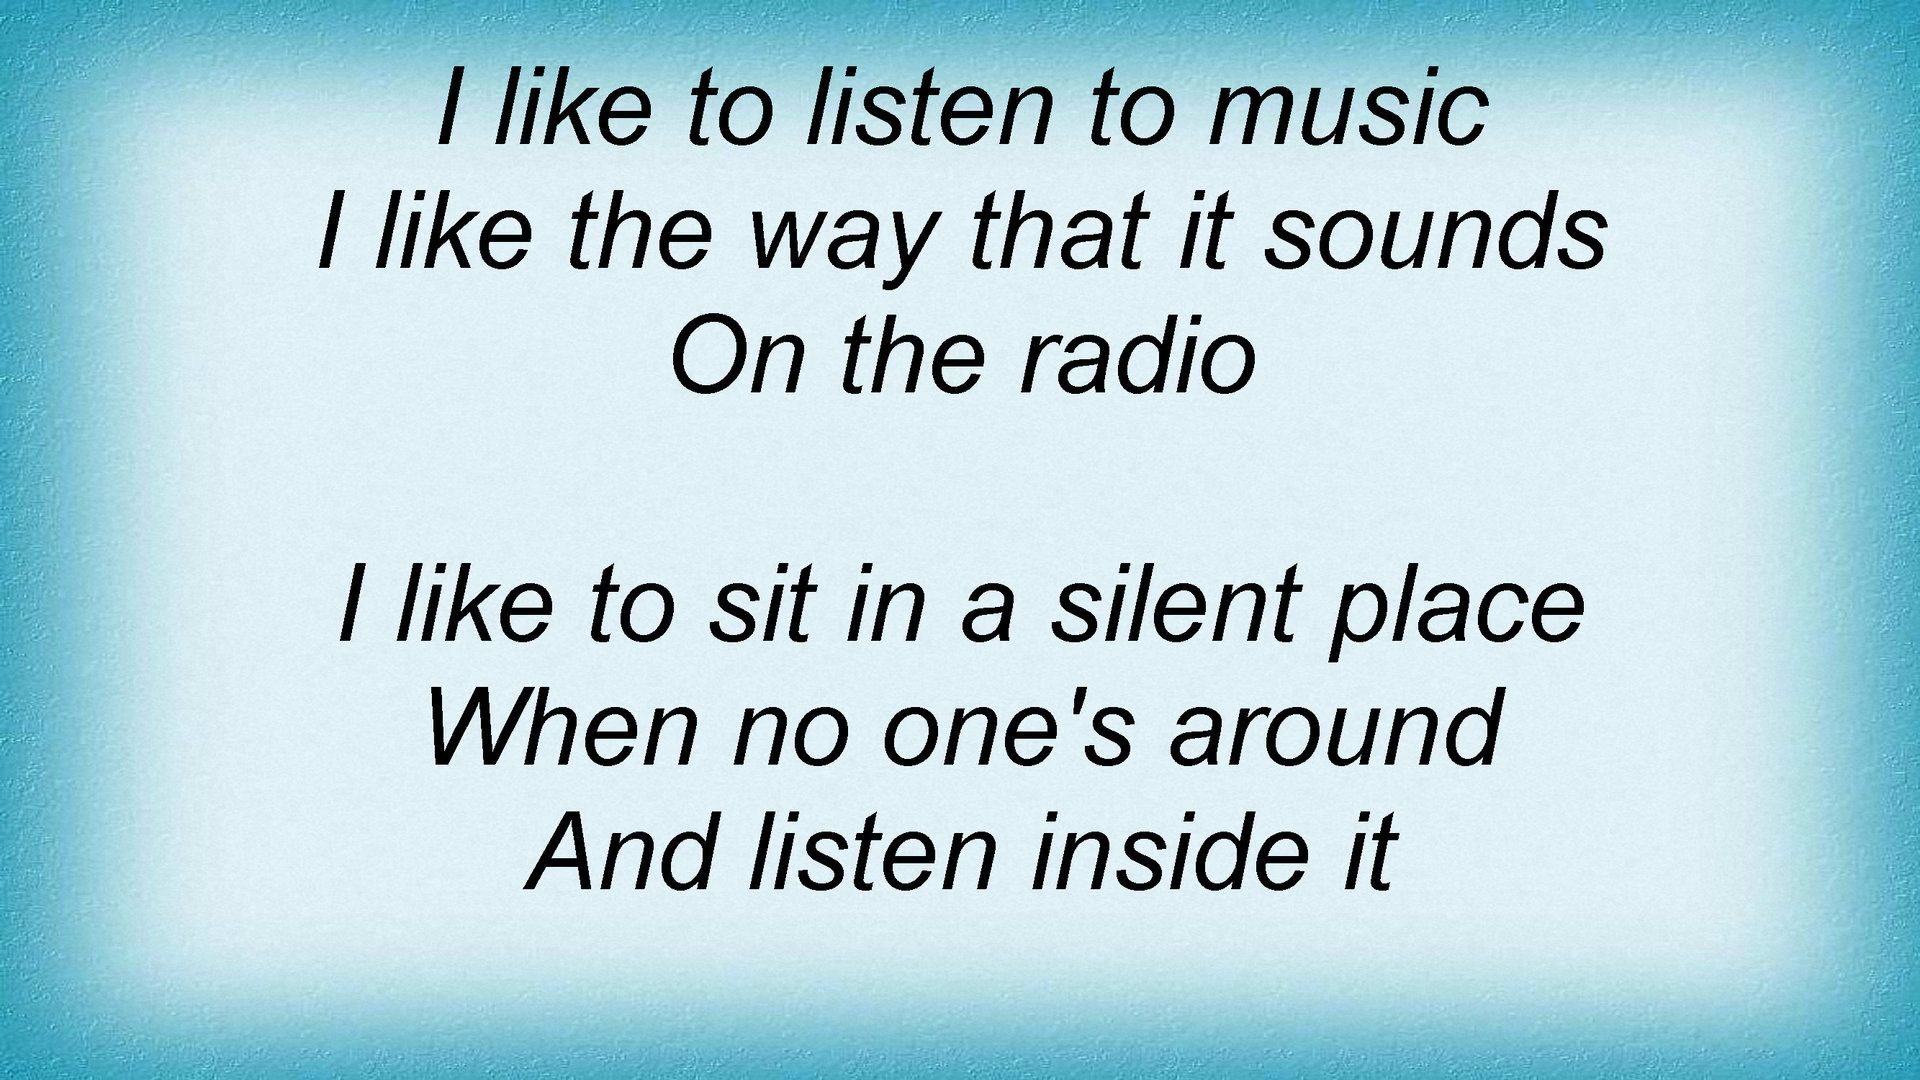 I like to listen to music
I like the way that it sounds
On the radio
I like to sit in a silent place
When no one's around
And listen inside it